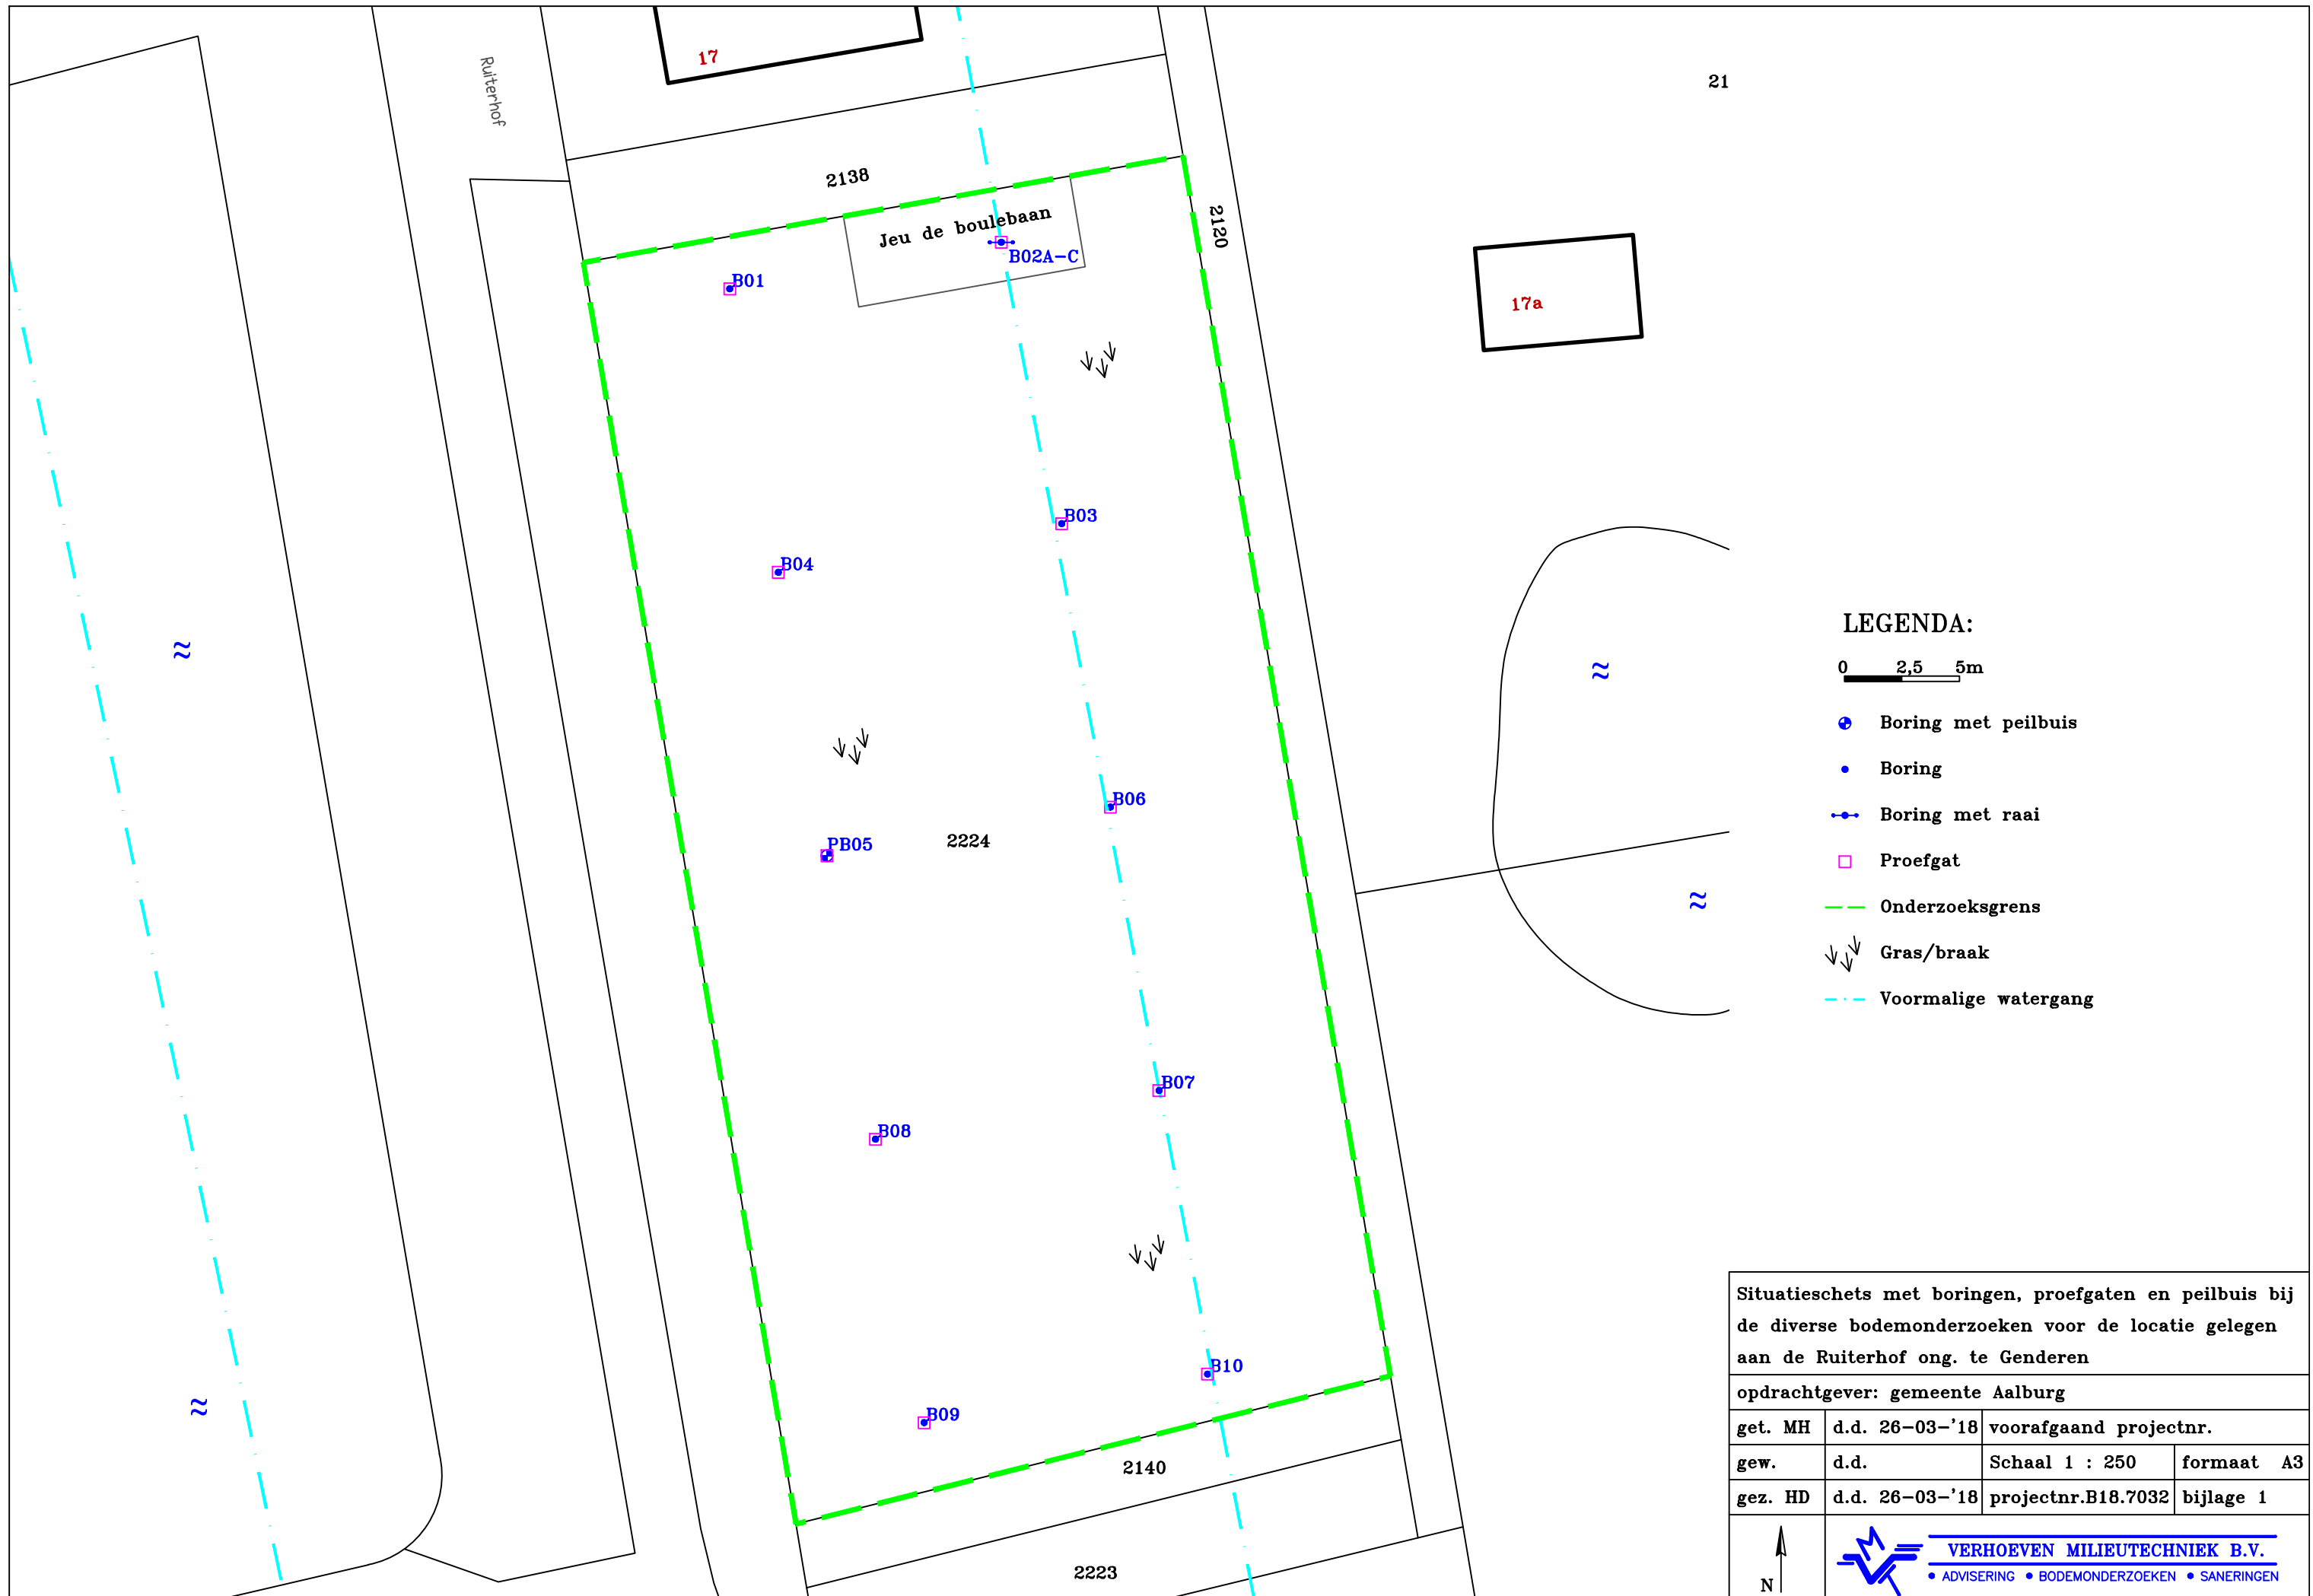 17
Ruiterhof
21
2138
2120
Jeu de boulebaan
B02A-C
B01
17a
B03
B04
B06
2224
PB05
B07
B08
B10
B09
2140
2223
LEGENDA:
0 2,5 5m
Boring met peilbuis
Boring
Boring met raai
Proefgat
Onderzoeksgrens
Gras/braak
Voormalige watergang
Situatieschets met boringen, proefgaten en peilbuis bij
de diverse bodemonderzoeken voor de locatie gelegen
aan de Ruiterhof ong. te Genderen
opdrachtgever: gemeente Aalburg
get. MH d.d. 26-03-'18 voorafgaand projectnr.
gew. d.d. Schaal 1 : 250 formaat A3
gez. HD d.d. 26-03-'18 projectnr.B18.7032 bijlage 1
N
VERHOEVEN MILIEUTECHNIEK B.V.
• ADVISERING • BODEMONDERZOEKEN • SANERINGEN